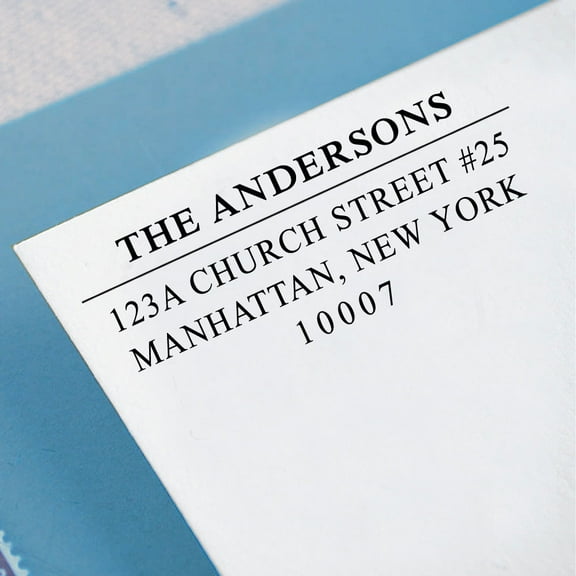 THE ANDERSONS
123A CHURCH STREET #25
MANHATTAN, NEW YORK
10007